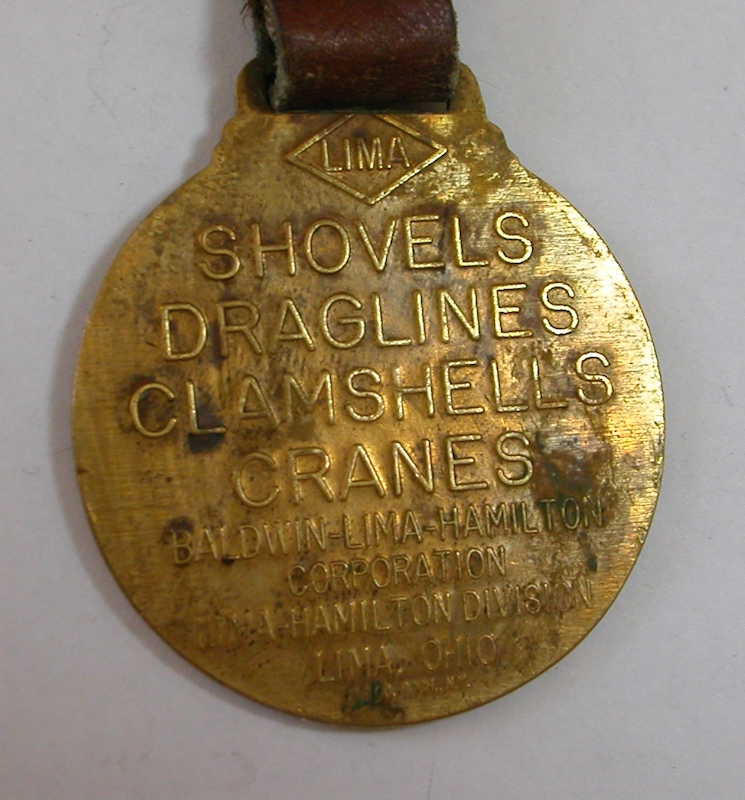 LIMA
SHOVELS
DRAGLINES
CLAMSHELLS
CRANES
BALDWIN-LIMA-HAMILTON
CORPORATION
LIMA-HAMILTON DIVISION
LIMA, OHIO